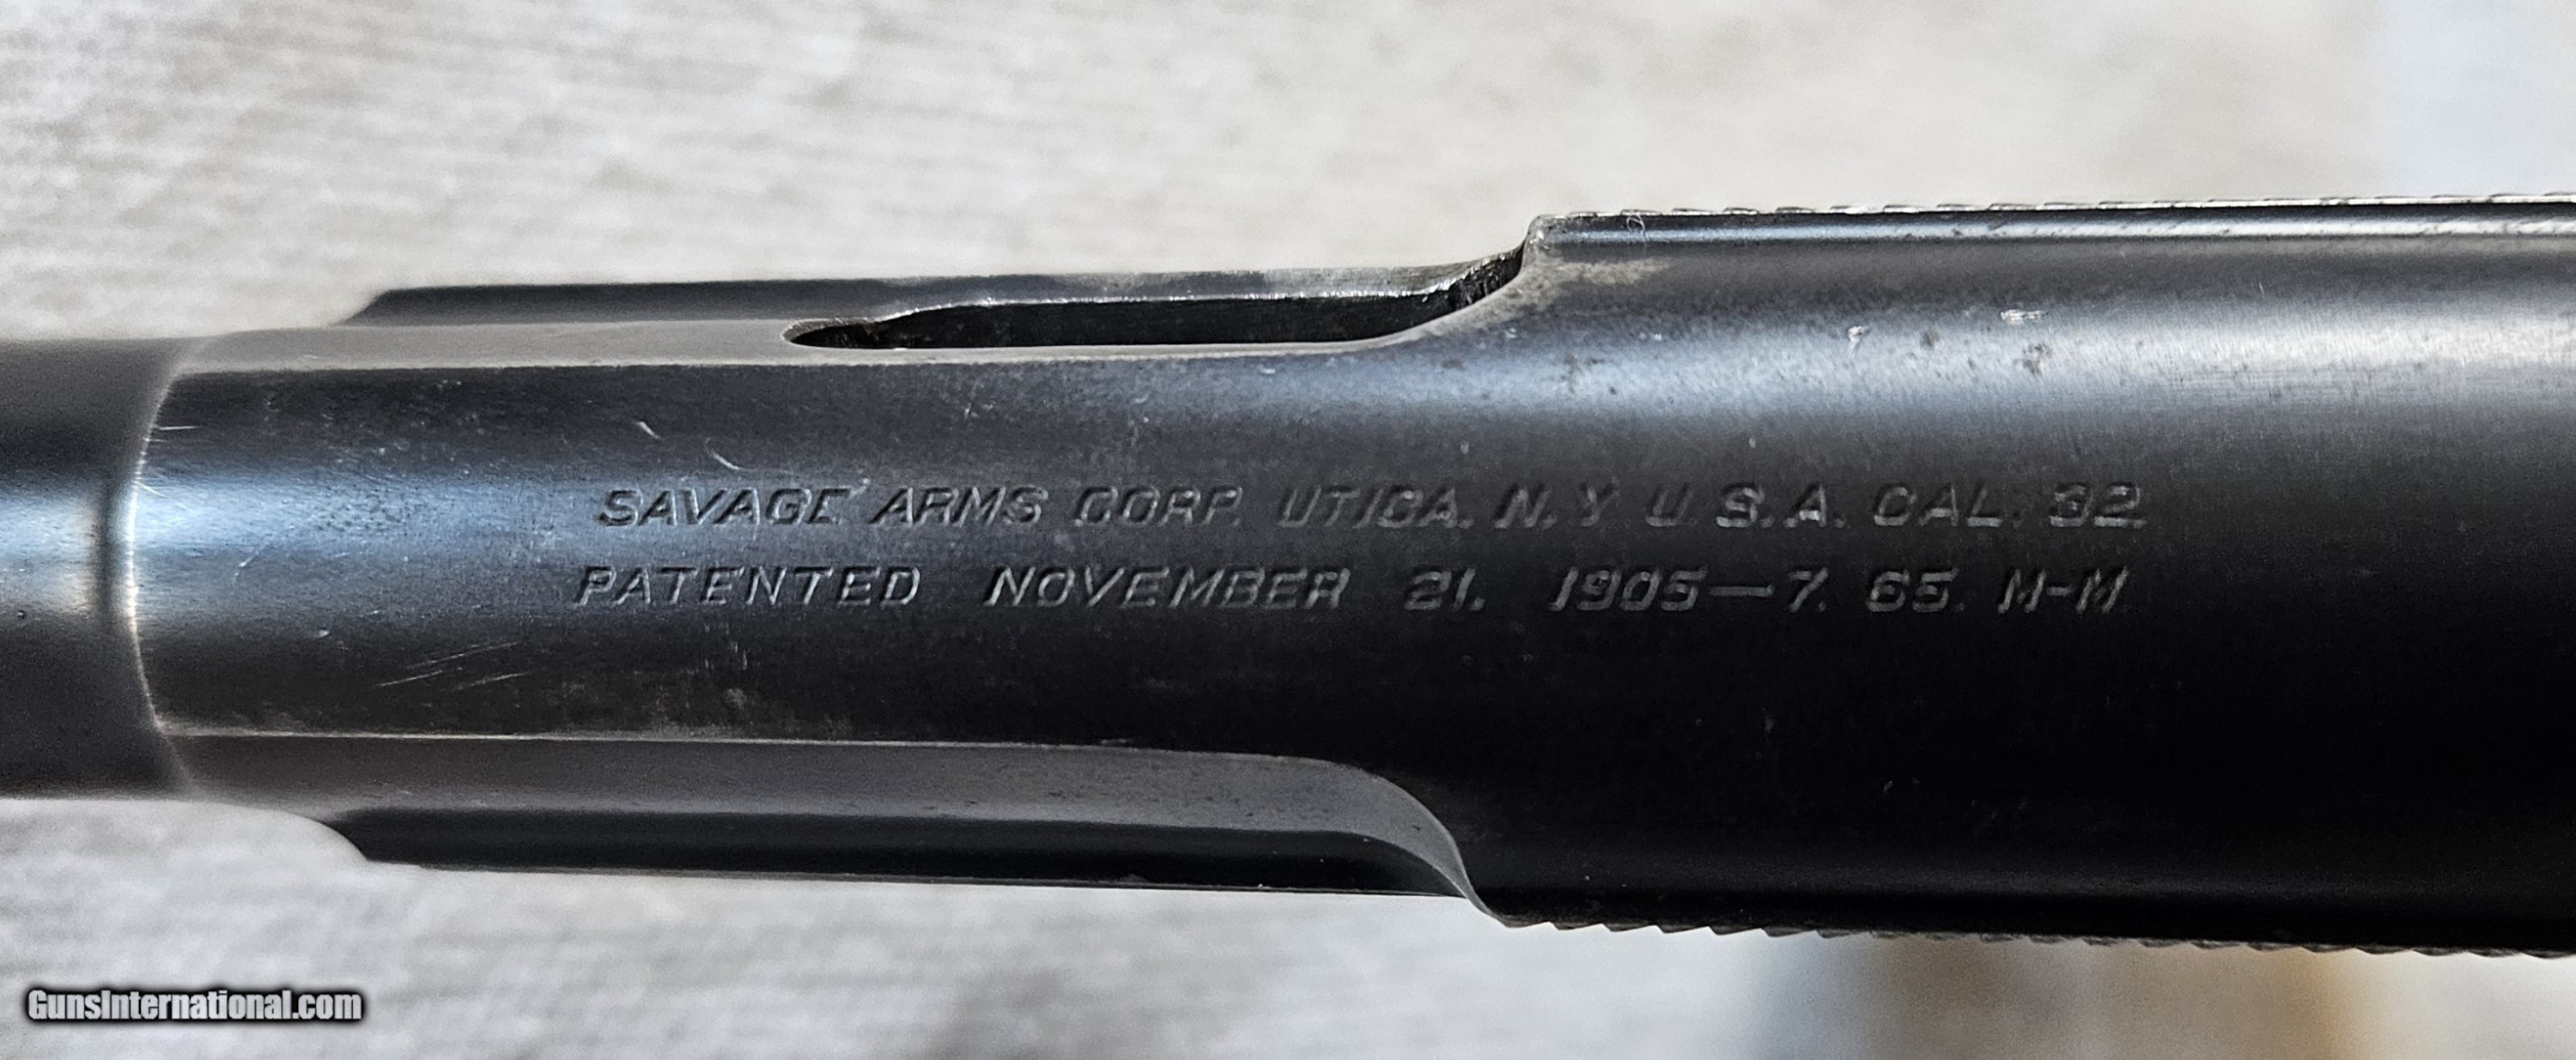 SAVAGE ARMS CORP. UTICA. N.Y U.S.A. CAL. 32.
PATENTED NOVEMBER 21. 1905—7.65. M-M
GunsInternational.com